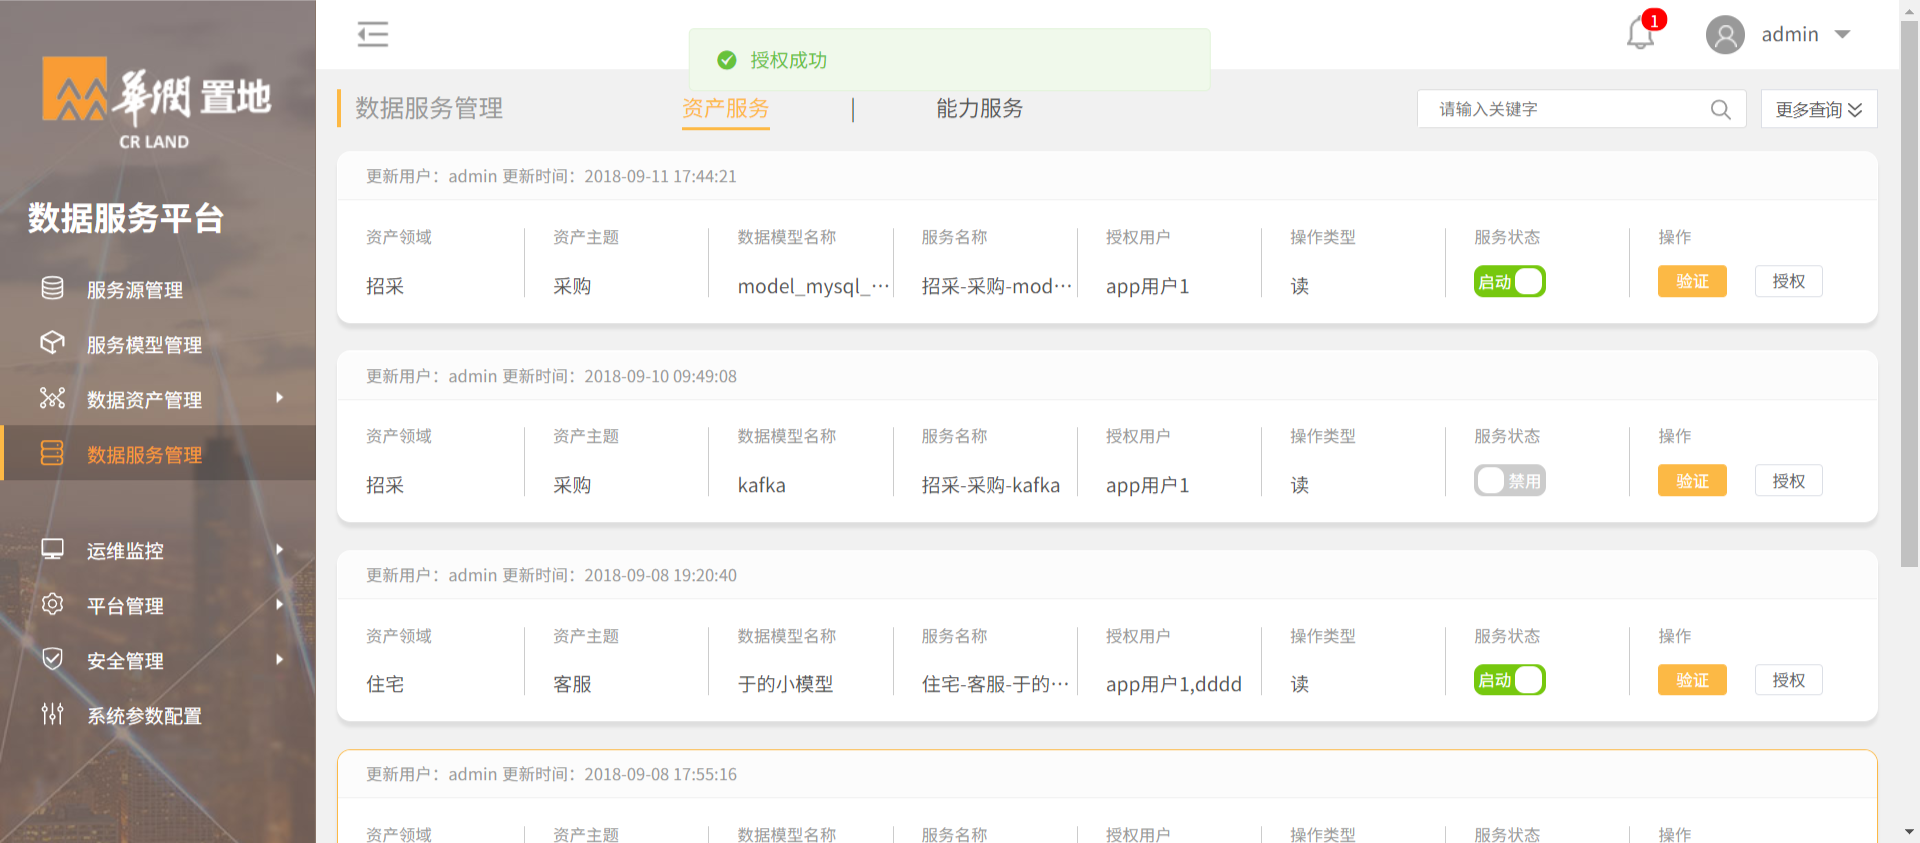 華潤置地
CR LAND
数据服务平台
服务源管理
服务模型管理
数据资产管理
数据服务管理
运维监控
平台管理
安全管理
系统参数配置
授权成功
1
admin
数据服务管理
资产服务
能力服务
请输入关键字
更多查询
更新用户：admin 更新时间：2018-09-11 17:44:21
资产领域 资产主题 数据模型名称 服务名称 授权用户 操作类型 服务状态 操作
招采 采购 model_mysql_… 招采-采购-mod… app用户1 读 启动 验证 授权
更新用户：admin 更新时间：2018-09-10 09:49:08
资产领域 资产主题 数据模型名称 服务名称 授权用户 操作类型 服务状态 操作
招采 采购 kafka 招采-采购-kafka app用户1 读 禁用 验证 授权
更新用户：admin 更新时间：2018-09-08 19:20:40
资产领域 资产主题 数据模型名称 服务名称 授权用户 操作类型 服务状态 操作
住宅 客服 于的小模型 住宅-客服-于的… app用户1,dddd 读 启动 验证 授权
更新用户：admin 更新时间：2018-09-08 17:55:16
资产领域 资产主题 数据模型名称 服务名称 授权用户 操作类型 服务状态 操作